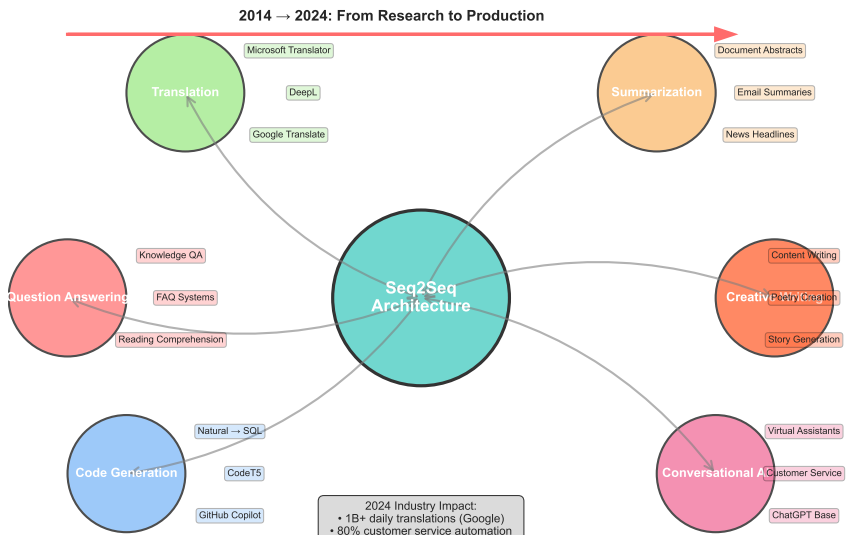 2014 → 2024: From Research to Production
Microsoft Translator
Translation
DeepL
Google Translate
Document Abstracts
Summarization
Email Summaries
News Headlines
Knowledge QA
Question Answering
FAQ Systems
Reading Comprehension
Seq2Seq
Architecture
Content Writing
Creative
Poetry Creation
Story Generation
Natural → SQL
Code Generation
CodeT5
GitHub Copilot
Virtual Assistants
Conversational
Customer Service
ChatGPT Base
2024 Industry Impact:
• 1B+ daily translations (Google)
• 80% customer service automation